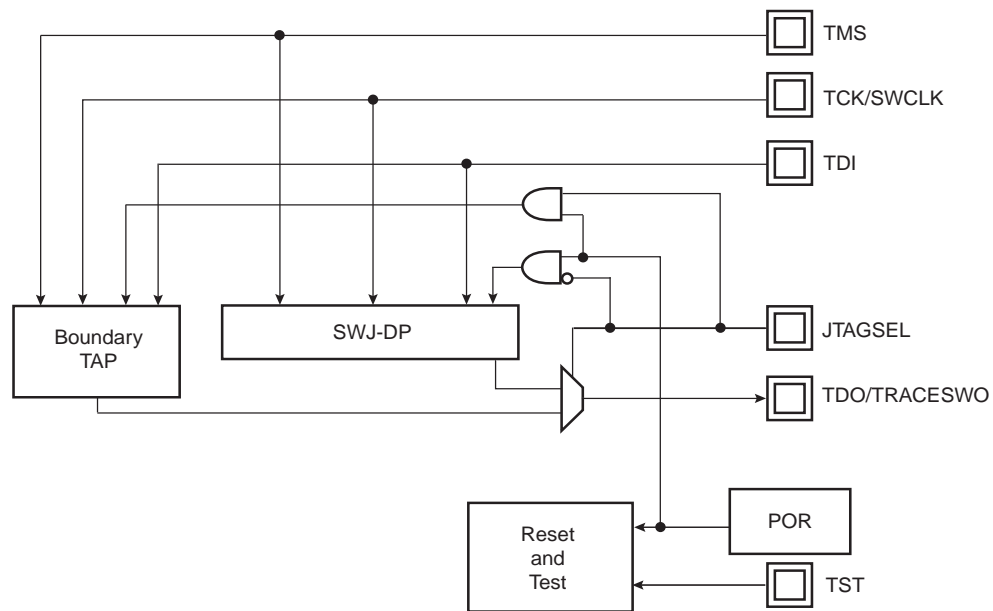 TMS
TCK/SWCLK
TDI
Boundary
TAP
SWJ-DP
JTAGSEL
TDO/TRACESWO
Reset
and
Test
POR
TST